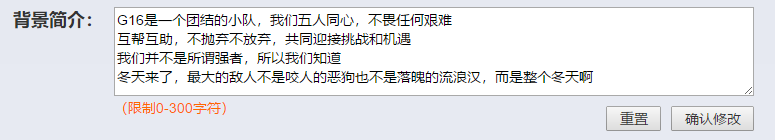 背景简介：
G16是一个团结的小队，我们五人同心，不畏任何艰难
互帮互助，不抛弃不放弃，共同迎接挑战和机遇
我们并不是所谓强者，所以我们知道
冬天来了，最大的敌人不是咬人的恶狗也不是落魄的流浪汉，而是整个冬天啊
（限制0-300字符）
重置
确认修改